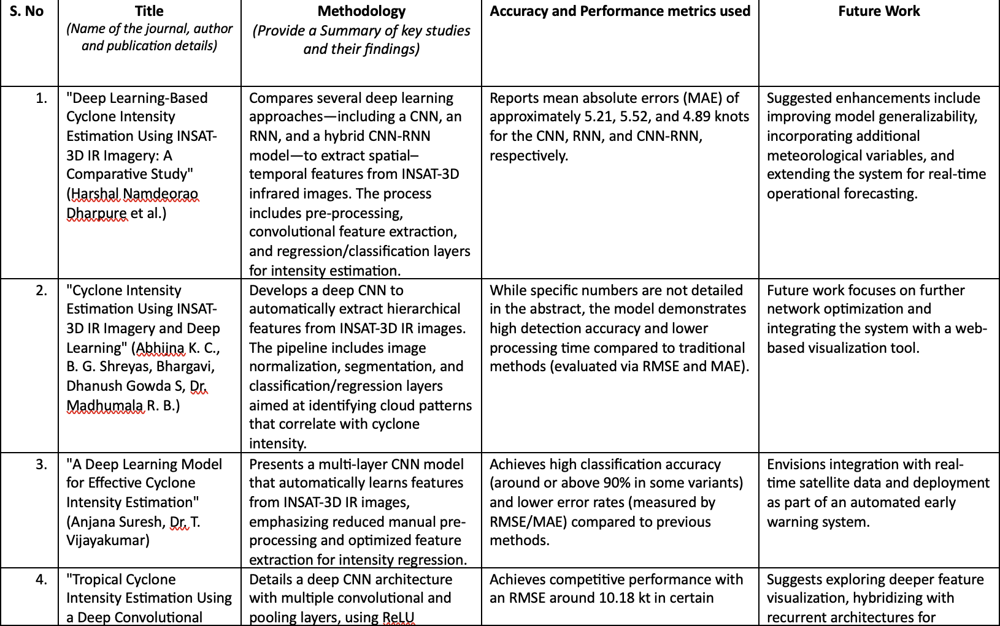 S. No
Title
(Name of the journal, author
and publication details)
Methodology
(Provide a Summary of key studies
and their findings)
Accuracy and Performance metrics used
Future Work
1.
"Deep Learning-Based
Cyclone Intensity
Estimation Using INSAT-
3D IR Imagery: A
Comparative Study"
(Harshal Namdeorao
Dharpure et al.)
Compares several deep learning
approaches—including a CNN, an
RNN, and a hybrid CNN-RNN
model—to extract spatial–
temporal features from INSAT-3D
infrared images. The process
includes pre-processing,
convolutional feature extraction,
and regression/classification layers
for intensity estimation.
Reports mean absolute errors (MAE) of
approximately 5.21, 5.52, and 4.89 knots
for the CNN, RNN, and CNN-RNN,
respectively.
Suggested enhancements include
improving model generalizability,
incorporating additional
meteorological variables, and
extending the system for real-time
operational forecasting.
2.
"Cyclone Intensity
Estimation Using INSAT-
3D IR Imagery and Deep
Learning" (Abhijna K. C.,
B. G. Shreyas, Bhargavi,
Dhanush Gowda S, Dr.
Madhumala R. B.)
Develops a deep CNN to
automatically extract hierarchical
features from INSAT-3D IR images.
The pipeline includes image
normalization, segmentation, and
classification/regression layers
aimed at identifying cloud patterns
that correlate with cyclone
intensity.
While specific numbers are not detailed
in the abstract, the model demonstrates
high detection accuracy and lower
processing time compared to traditional
methods (evaluated via RMSE and MAE).
Future work focuses on further
network optimization and
integrating the system with a web-
based visualization tool.
3.
"A Deep Learning Model
for Effective Cyclone
Intensity Estimation"
(Anjana Suresh, Dr. T.
Vijayakumar)
Presents a multi-layer CNN model
that automatically learns features
from INSAT-3D IR images,
emphasizing reduced manual pre-
processing and optimized feature
extraction for intensity regression.
Achieves high classification accuracy
(around or above 90% in some variants)
and lower error rates (measured by
RMSE/MAE) compared to previous
methods.
Envisions integration with real-
time satellite data and deployment
as part of an automated early
warning system.
4.
"Tropical Cyclone
Intensity Estimation Using
a Deep Convolutional
Details a deep CNN architecture
with multiple convolutional and
pooling layers, using ReLU
Achieves competitive performance with
an RMSE around 10.18 kt in certain
Suggests exploring deeper feature
visualization, hybridizing with
recurrent architectures for